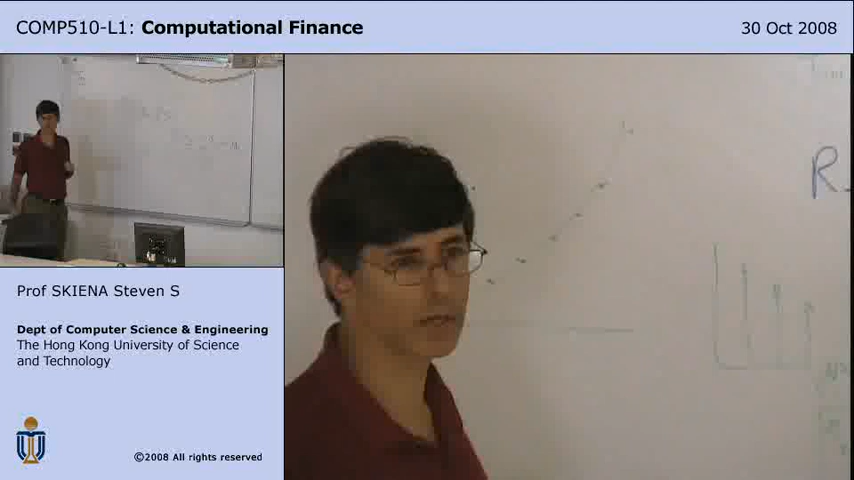 COMP510-L1: Computational Finance
30 Oct 2008
R
Prof SKIENA Steven S
Dept of Computer Science & Engineering
The Hong Kong University of Science
and Technology
©2008 All rights reserved